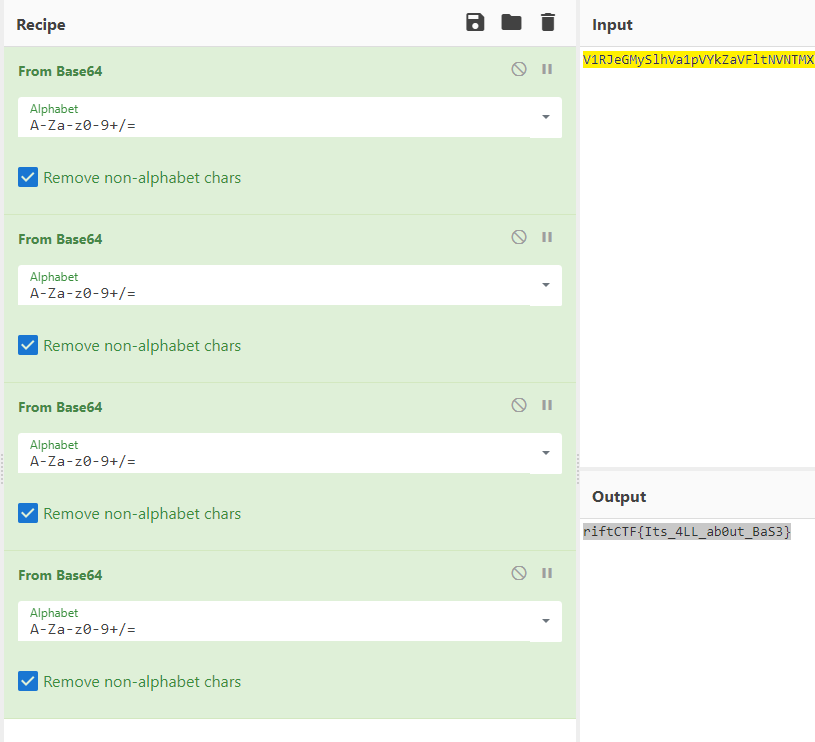 Recipe
From Base64
Alphabet
A-Za-z0-9+/=
Remove non-alphabet chars
From Base64
Alphabet
A-Za-z0-9+/=
Remove non-alphabet chars
From Base64
Alphabet
A-Za-z0-9+/=
Remove non-alphabet chars
From Base64
Alphabet
A-Za-z0-9+/=
Remove non-alphabet chars
Input
V1RJeGMySlhVa1pVYkZaVFltNVNTMX
Output
riftCTF{Its_4LL_ab0ut_BaS3}